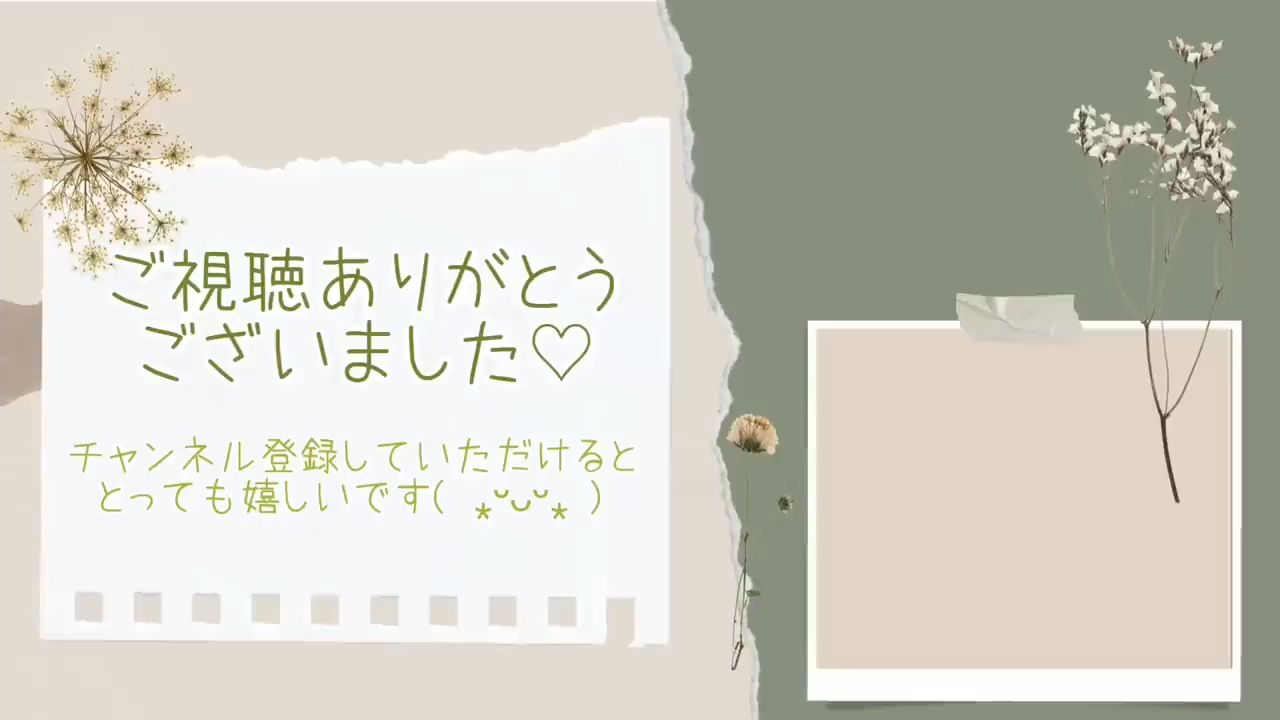 ご視聴ありがとう
ございました♡
チャンネル登録していただけると
とっても嬉しいです( ⁎ᵕᴗᵕ⁎ )